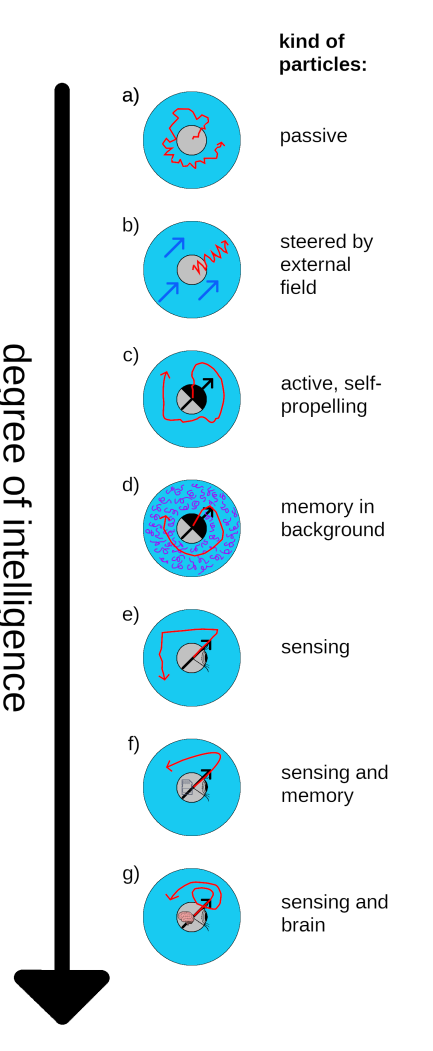 kind of
particles:
a)
passive
b)
steered by
external
field
c)
active, self-
propelling
d)
memory in
background
e)
sensing
f)
sensing and
memory
g)
sensing and
brain
degree of intelligence